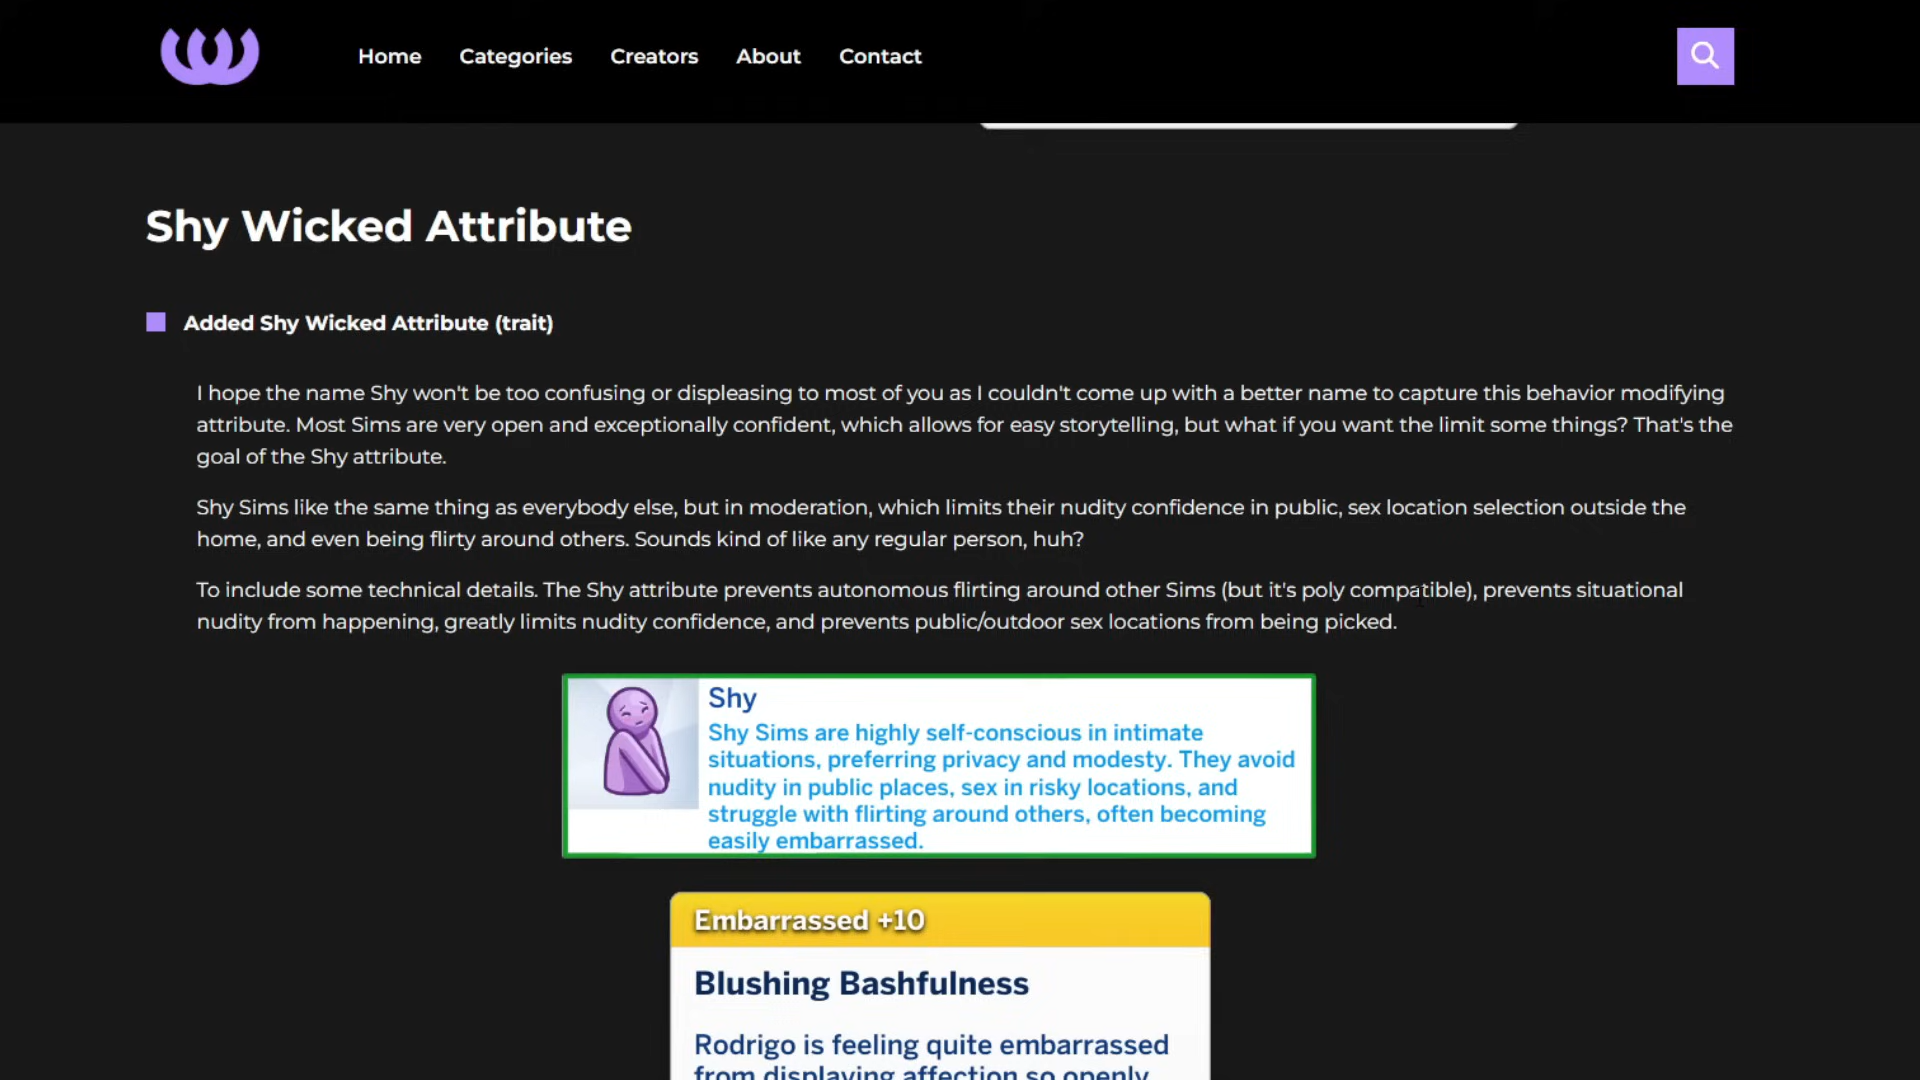 Home Categories Creators About Contact
Shy Wicked Attribute
Added Shy Wicked Attribute (trait)
I hope the name Shy won't be too confusing or displeasing to most of you as I couldn't come up with a better name to capture this behavior modifying
attribute. Most Sims are very open and exceptionally confident, which allows for easy storytelling, but what if you want the limit some things? That's the
goal of the Shy attribute.
Shy Sims like the same thing as everybody else, but in moderation, which limits their nudity confidence in public, sex location selection outside the
home, and even being flirty around others. Sounds kind of like any regular person, huh?
To include some technical details. The Shy attribute prevents autonomous flirting around other Sims (but it's poly compatible), prevents situational
nudity from happening, greatly limits nudity confidence, and prevents public/outdoor sex locations from being picked.
Shy
Shy Sims are highly self-conscious in intimate
situations, preferring privacy and modesty. They avoid
nudity in public places, sex in risky locations, and
struggle with flirting around others, often becoming
easily embarrassed.
Embarrassed +10
Blushing Bashfulness
Rodrigo is feeling quite embarrassed
from displaying affection so openly